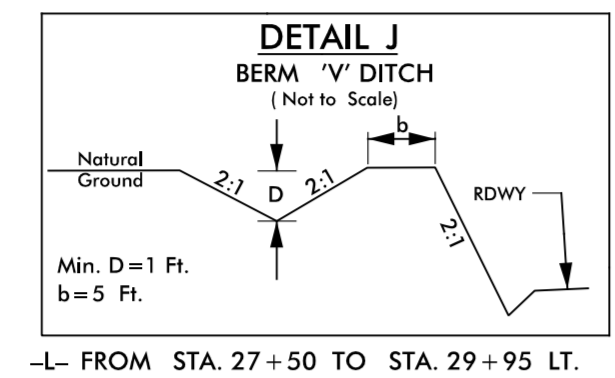 DETAIL J
BERM 'V' DITCH
( Not to Scale)
b
Natural
Ground
2:1
D
2:1
RDWY
2:1
Min. D=1 Ft.
b=5 Ft.
-L- FROM STA. 27+50 TO STA. 29+95 LT.